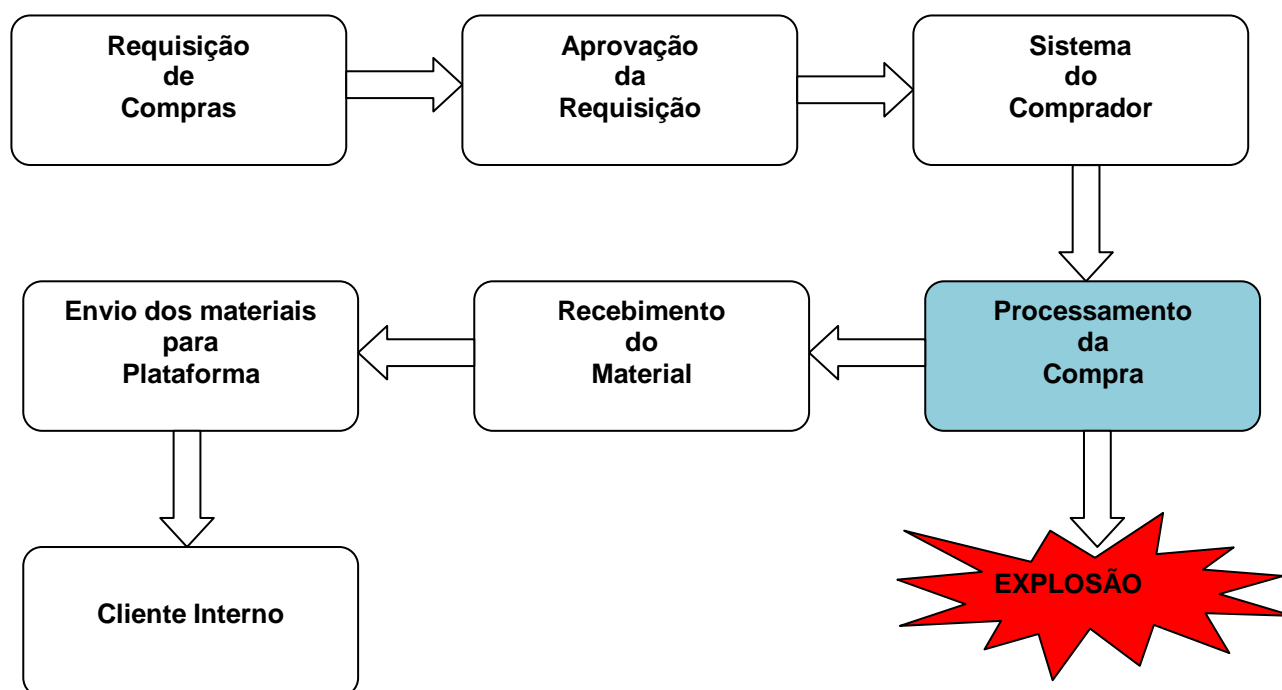 Requisição
de
Compras
Aprovação
da
Requisição
Sistema
do
Comprador
Processamento
da
Compra
Recebimento
do
Material
Envio dos materiais
para
Plataforma
Cliente Interno
EXPLOSÃO